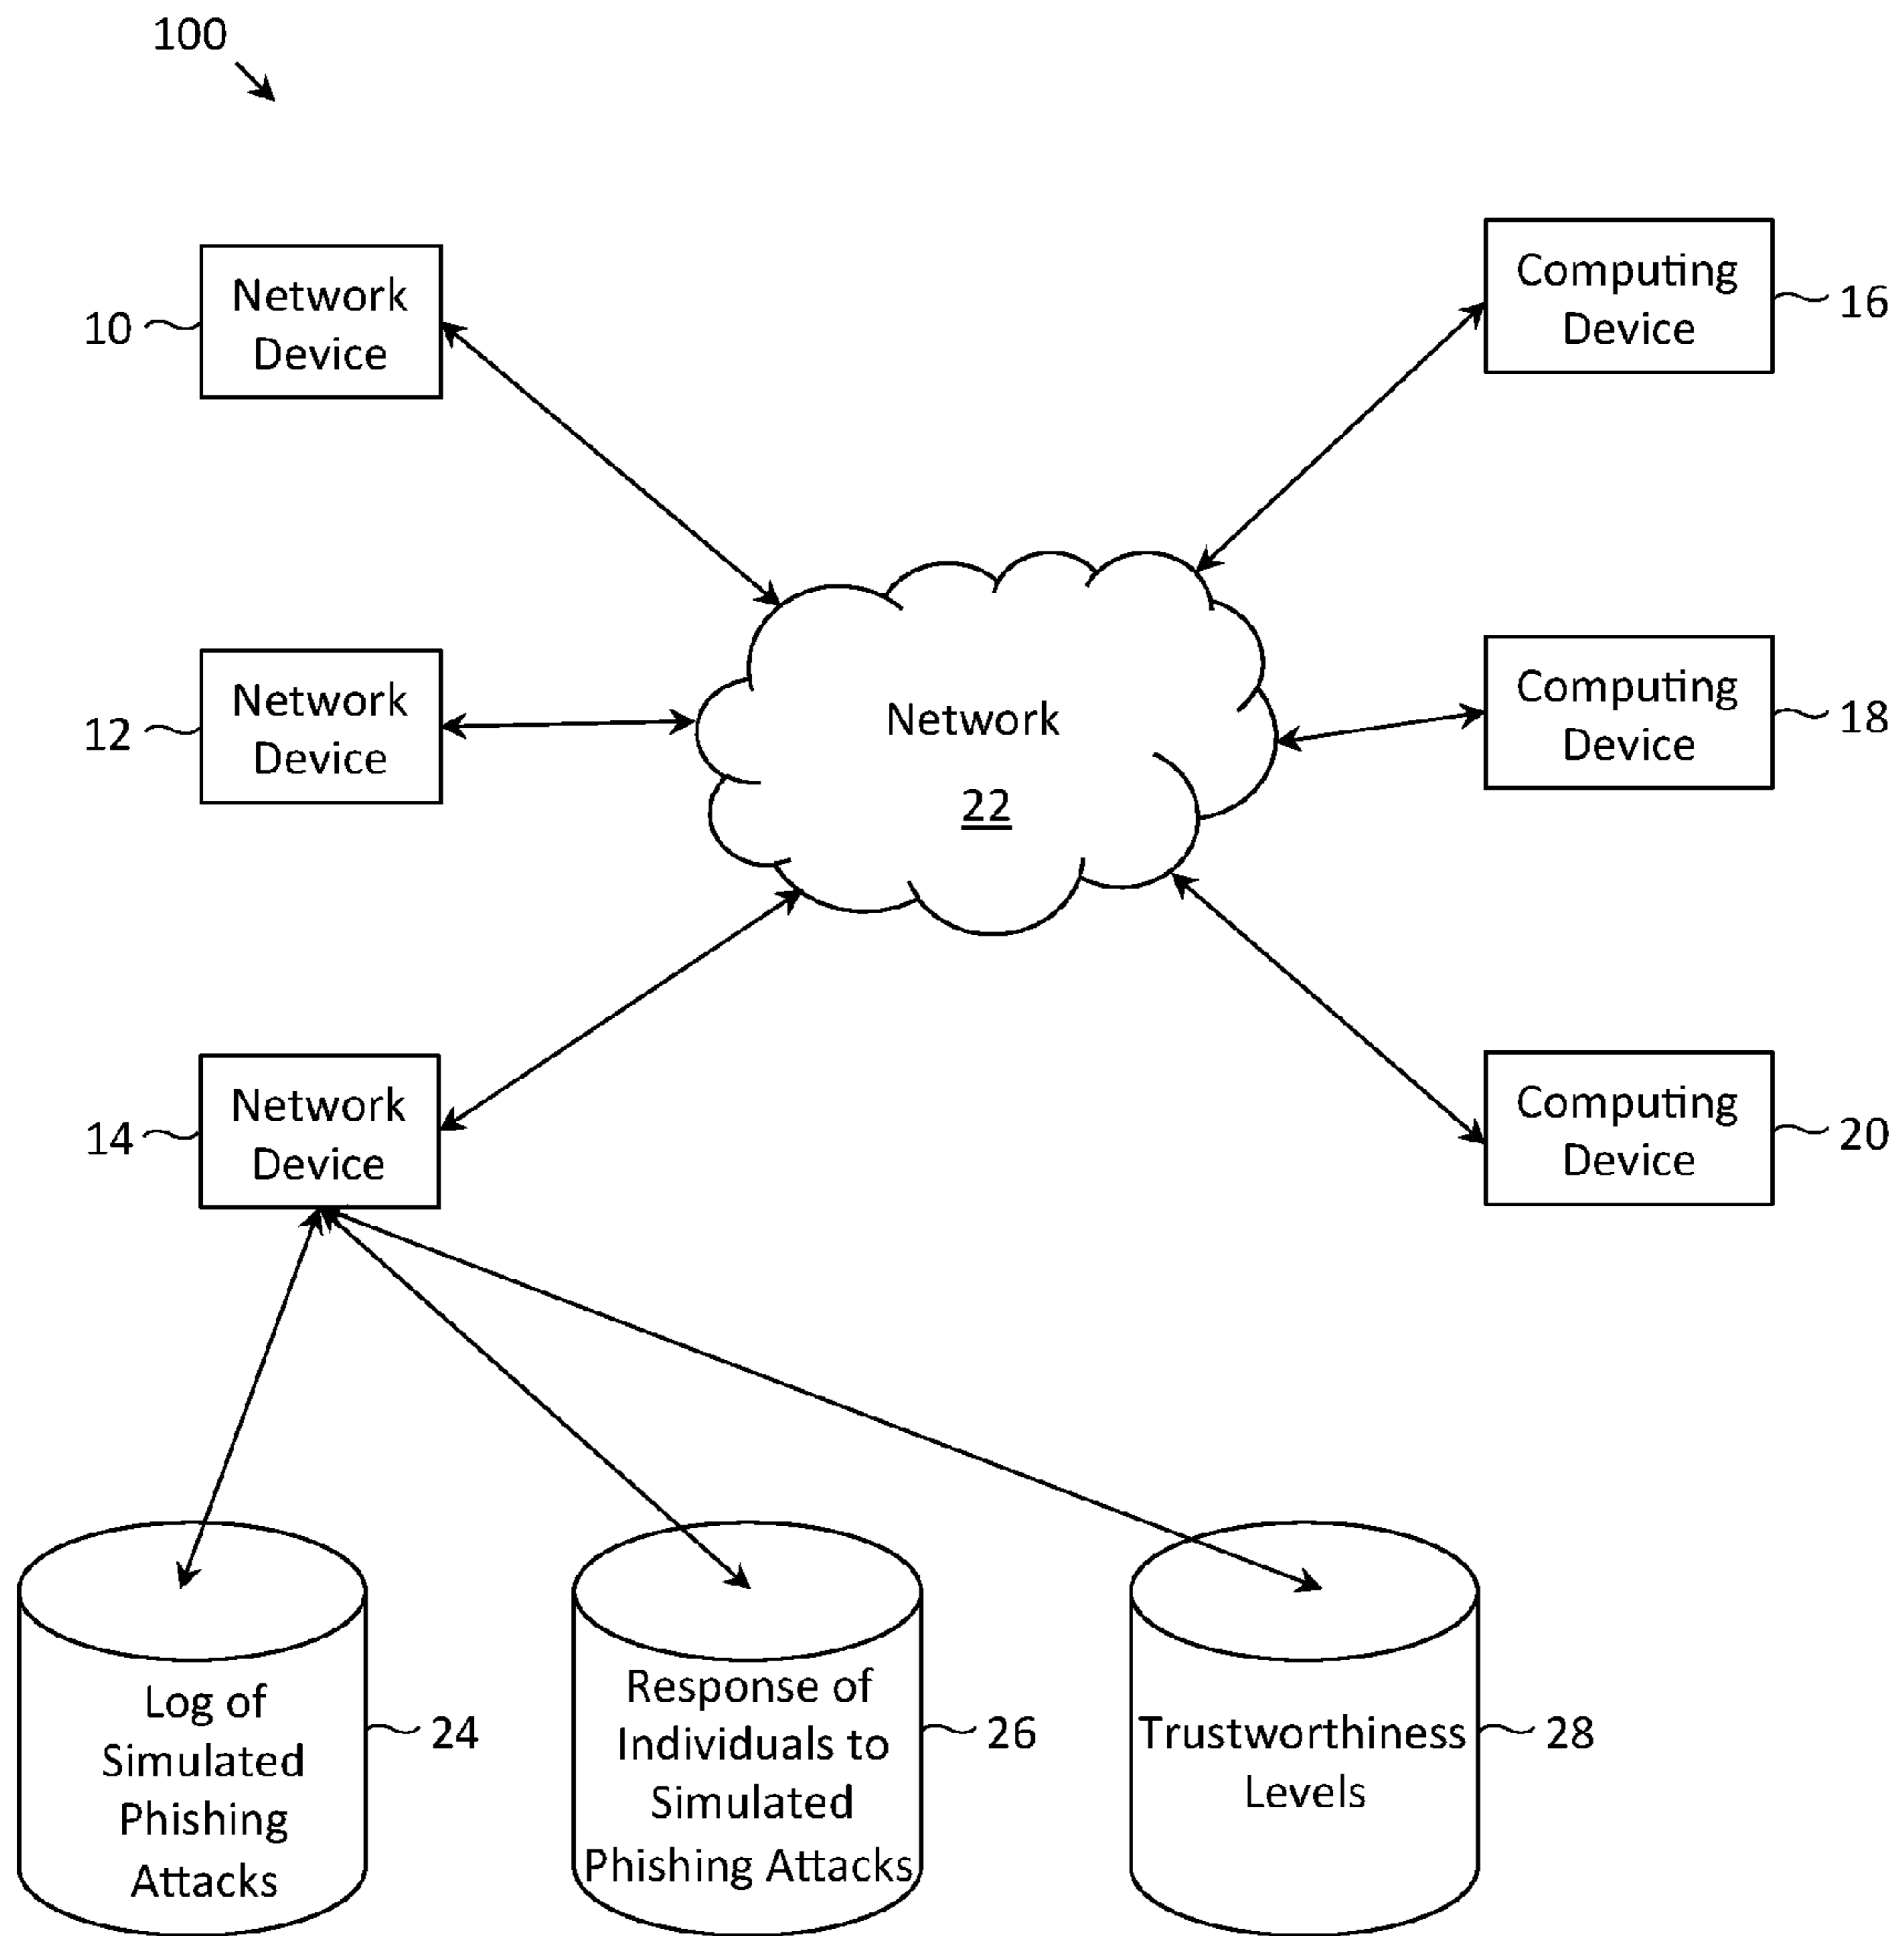 100
Network
Device
10
Computing
Device
16
Network
Device
12
Network
22
Computing
Device
18
Network
Device
14
Computing
Device
20
Log of
Simulated
Phishing
Attacks
24
Response of
Individuals to
Simulated
Phishing Attacks
26
Trustworthiness
Levels
28